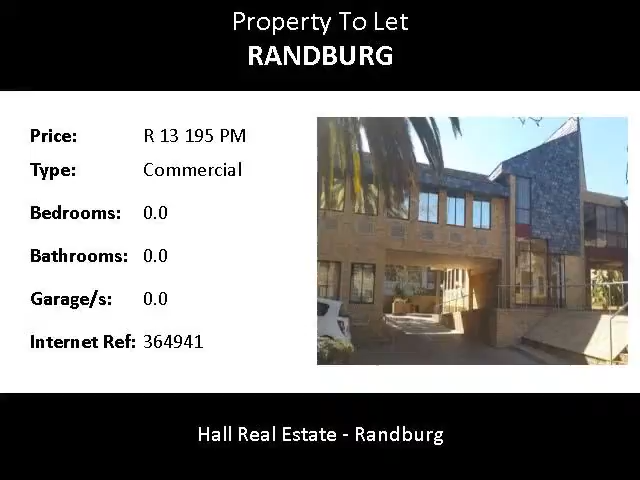 Property To Let
RANDBURG
Price: R 13 195 PM
Type: Commercial
Bedrooms: 0.0
Bathrooms: 0.0
Garage/s: 0.0
Internet Ref: 364941
Hall Real Estate - Randburg